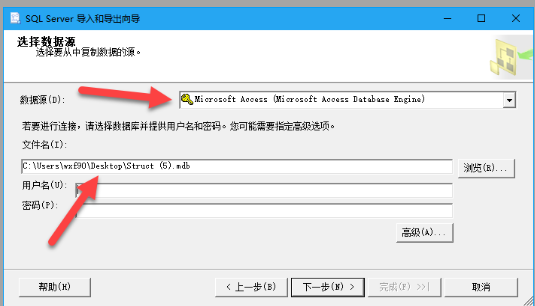 SQL Server 导入和导出向导
选择数据源
选择要从中复制数据的源。
数据源(D):
Microsoft Access (Microsoft Access Database Engine)
若要进行连接，请选择数据库并提供用户名和密码。您可能需要指定高级选项。
文件名(I):
C:\Users\wxf90\Desktop\Struct (5).mdb
浏览(R)...
用户名(U):
密码(P):
高级(A)...
帮助(H)
< 上一步(B)
下一步(N) >
完成(F) >>|
取消